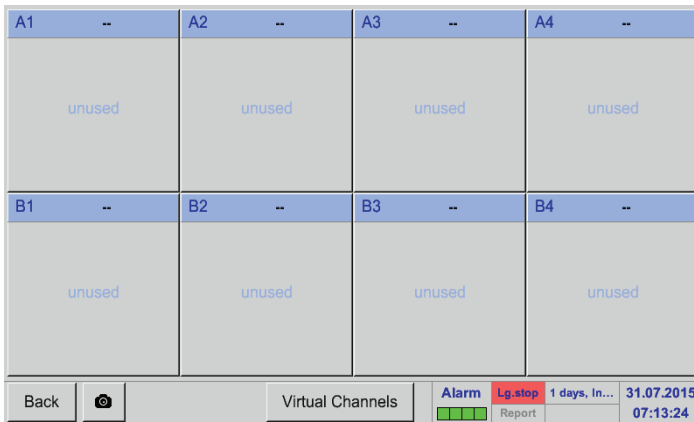 A1 -- A2 -- A3 -- A4 --
unused unused unused unused
B1 -- B2 -- B3 -- B4 --
unused unused unused unused
Back Virtual Channels Alarm Lg.stop 1 days, In... 31.07.2015
Report 07:13:24